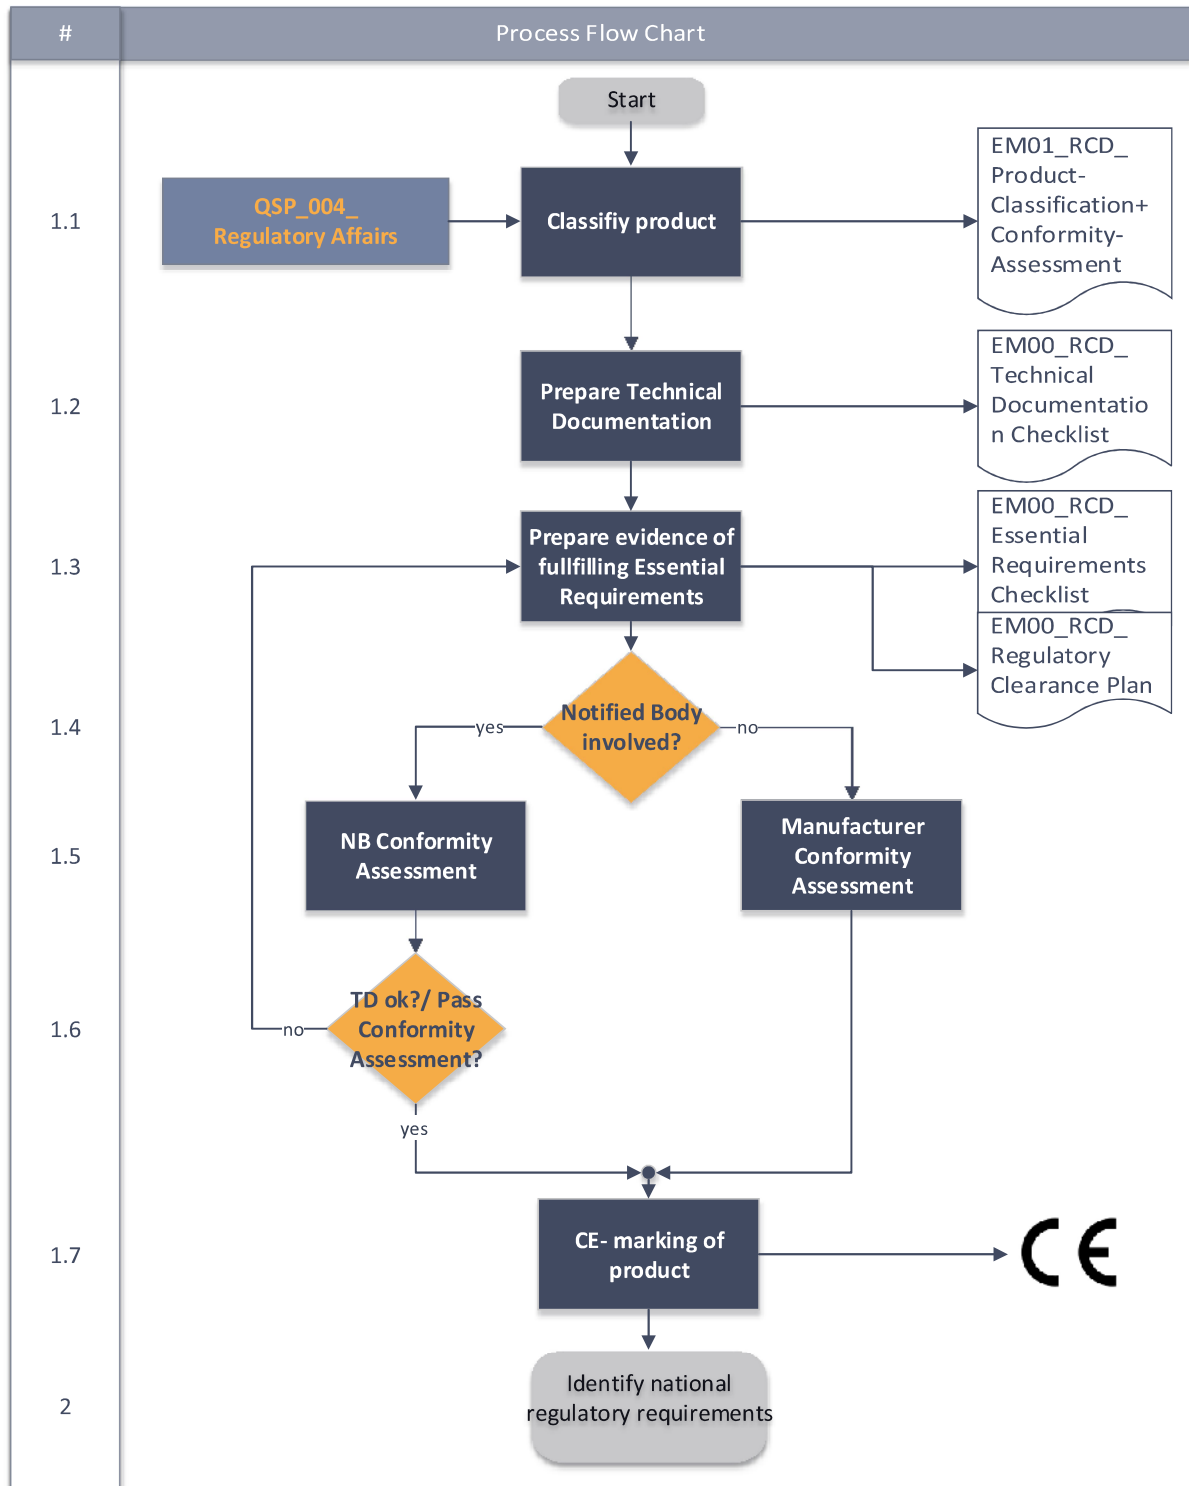 #
Process Flow Chart
Start
1.1
QSP_004_
Regulatory Affairs
Classifiy product
EM01_RCD_
Product-
Classification+
Conformity-
Assessment
1.2
Prepare Technical
Documentation
EM00_RCD_
Technical
Documentatio
n Checklist
1.3
Prepare evidence of
fullfilling Essential
Requirements
EM00_RCD_
Essential
Requirements
Checklist
EM00_RCD_
Regulatory
Clearance Plan
1.4
yes
Notified Body
involved?
no
1.5
NB Conformity
Assessment
Manufacturer
Conformity
Assessment
1.6
no
TD ok?/ Pass
Conformity
Assessment?
yes
1.7
CE- marking of
product
CE
2
Identify national
regulatory requirements